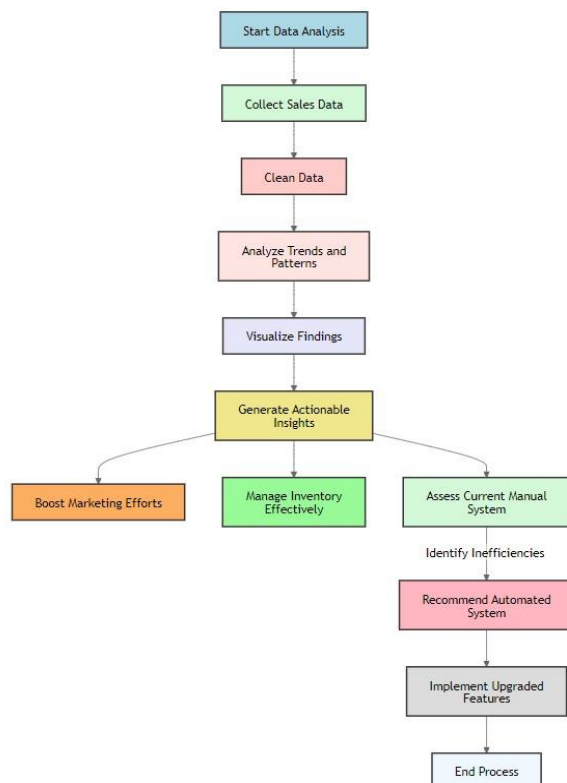 Start Data Analysis
Collect Sales Data
Clean Data
Analyze Trends and
Patterns
Visualize Findings
Generate Actionable
Insights
Boost Marketing Efforts
Manage Inventory
Effectively
Assess Current Manual
System
Identify Inefficiencies
Recommend Automated
System
Implement Upgraded
Features
End Process